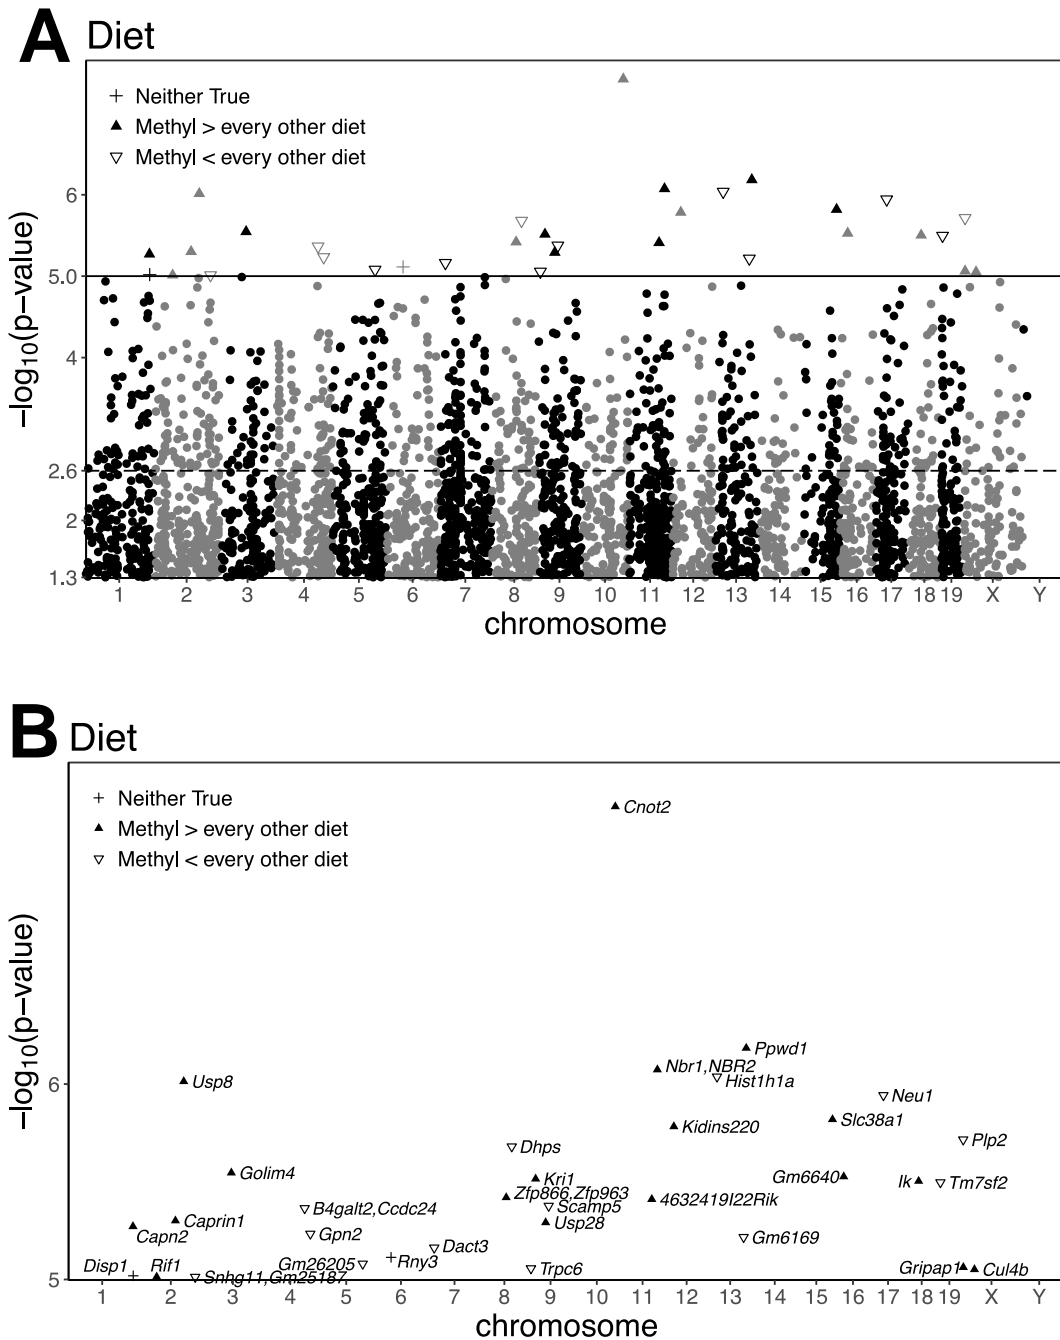 A Diet
Neither True
Methyl > every other diet
Methyl < every other diet
−log10(p−value)
6
5.0
4
2.6
2
1.3
1 2 3 4 5 6 7 8 9 10 11 12 13 14 15 16 17 18 19 X Y
chromosome
B Diet
Neither True
Methyl > every other diet
Methyl < every other diet
−log10(p−value)
6
5
Cnot2
Ppwd1
Nbr1,NBR2
Hist1h1a
Usp8
Neu1
Slc38a1
Kidins220
Plp2
Dhps
Golim4
Kri1
Gm6640
Ik
Tm7sf2
Zfp866,Zfp963
4632419I22Rik
Scamp5
B4galt2,Ccdc24
Caprin1
Usp28
Capn2
Gpn2
Gm6169
Dact3
Rny3
Disp1
Rif1
Gm26205
Trpc6
Gripap1
Cul4b
Snhg11,Gm25187
1 2 3 4 5 6 7 8 9 10 11 12 13 14 15 16 17 18 19 X Y
chromosome